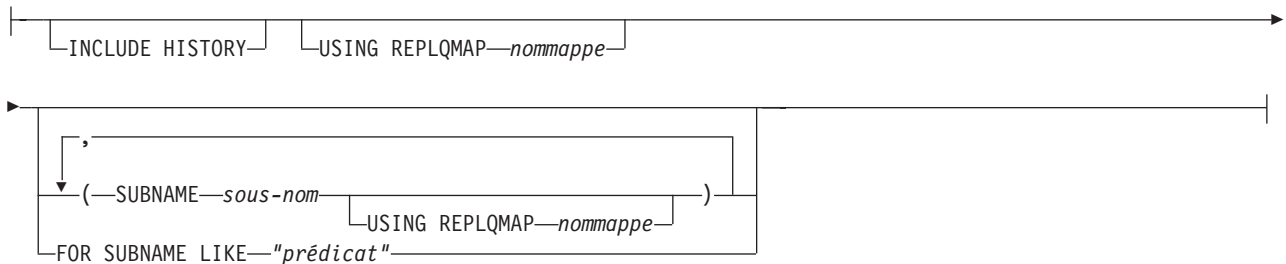 INCLUDE HISTORY USING REPLQMAP nommappe
,
( SUBNAME sous-nom )
USING REPLQMAP nommappe
FOR SUBNAME LIKE "prédicat"